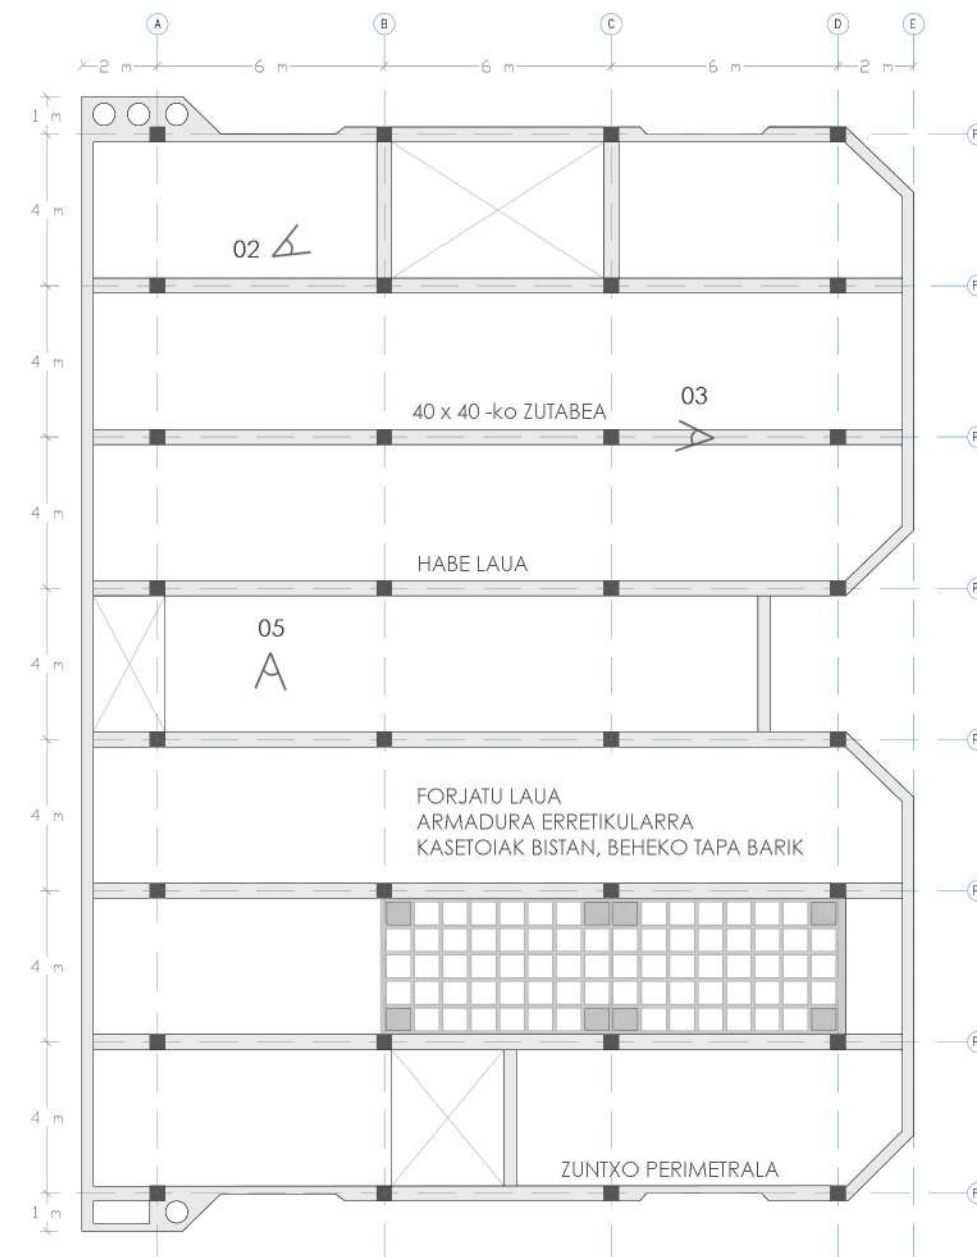 A B C D E
2 m 6 m 6 m 6 m 2 m
1 m
P
4 m
02
P
4 m
03
40 x 40 -ko ZUTABEA
P
4 m
HABE LAUA
P
05
4 m
P
FORJATU LAUA
4 m
ARMADURA ERRETIKULARRA
KASETOIAK BISTAN, BEHEKO TAPA BARIK
P
4 m
P
4 m
ZUNTXO PERIMETRALA
P
1 m